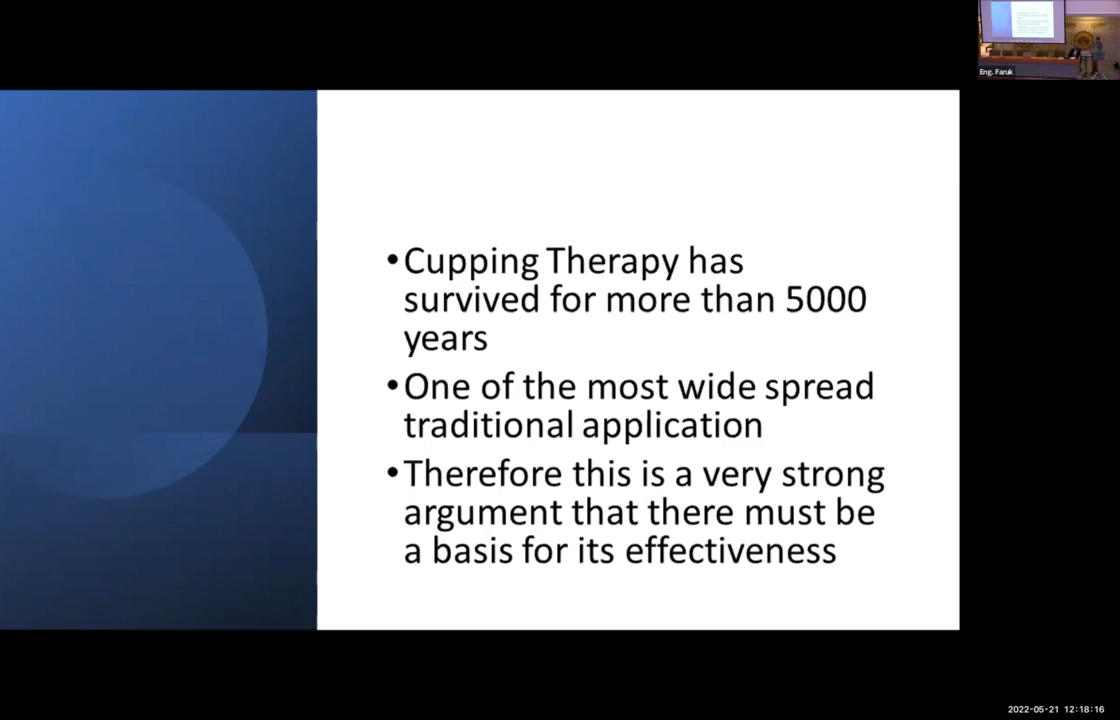 Eng. Faruk
•Cupping Therapy has
survived for more than 5000
years
•One of the most wide spread
traditional application
•Therefore this is a very strong
argument that there must be
a basis for its effectiveness
2022-05-21 12:18:16